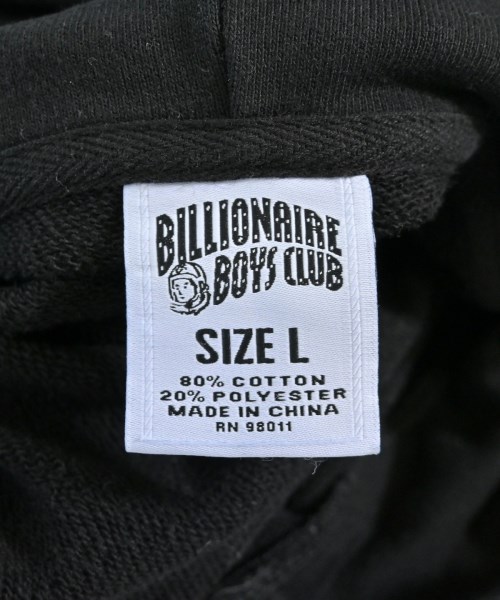 BILLIONAIRE
BOYS CLUB
SIZE L
80% COTTON
20% POLYESTER
MADE IN CHINA
RN 98011